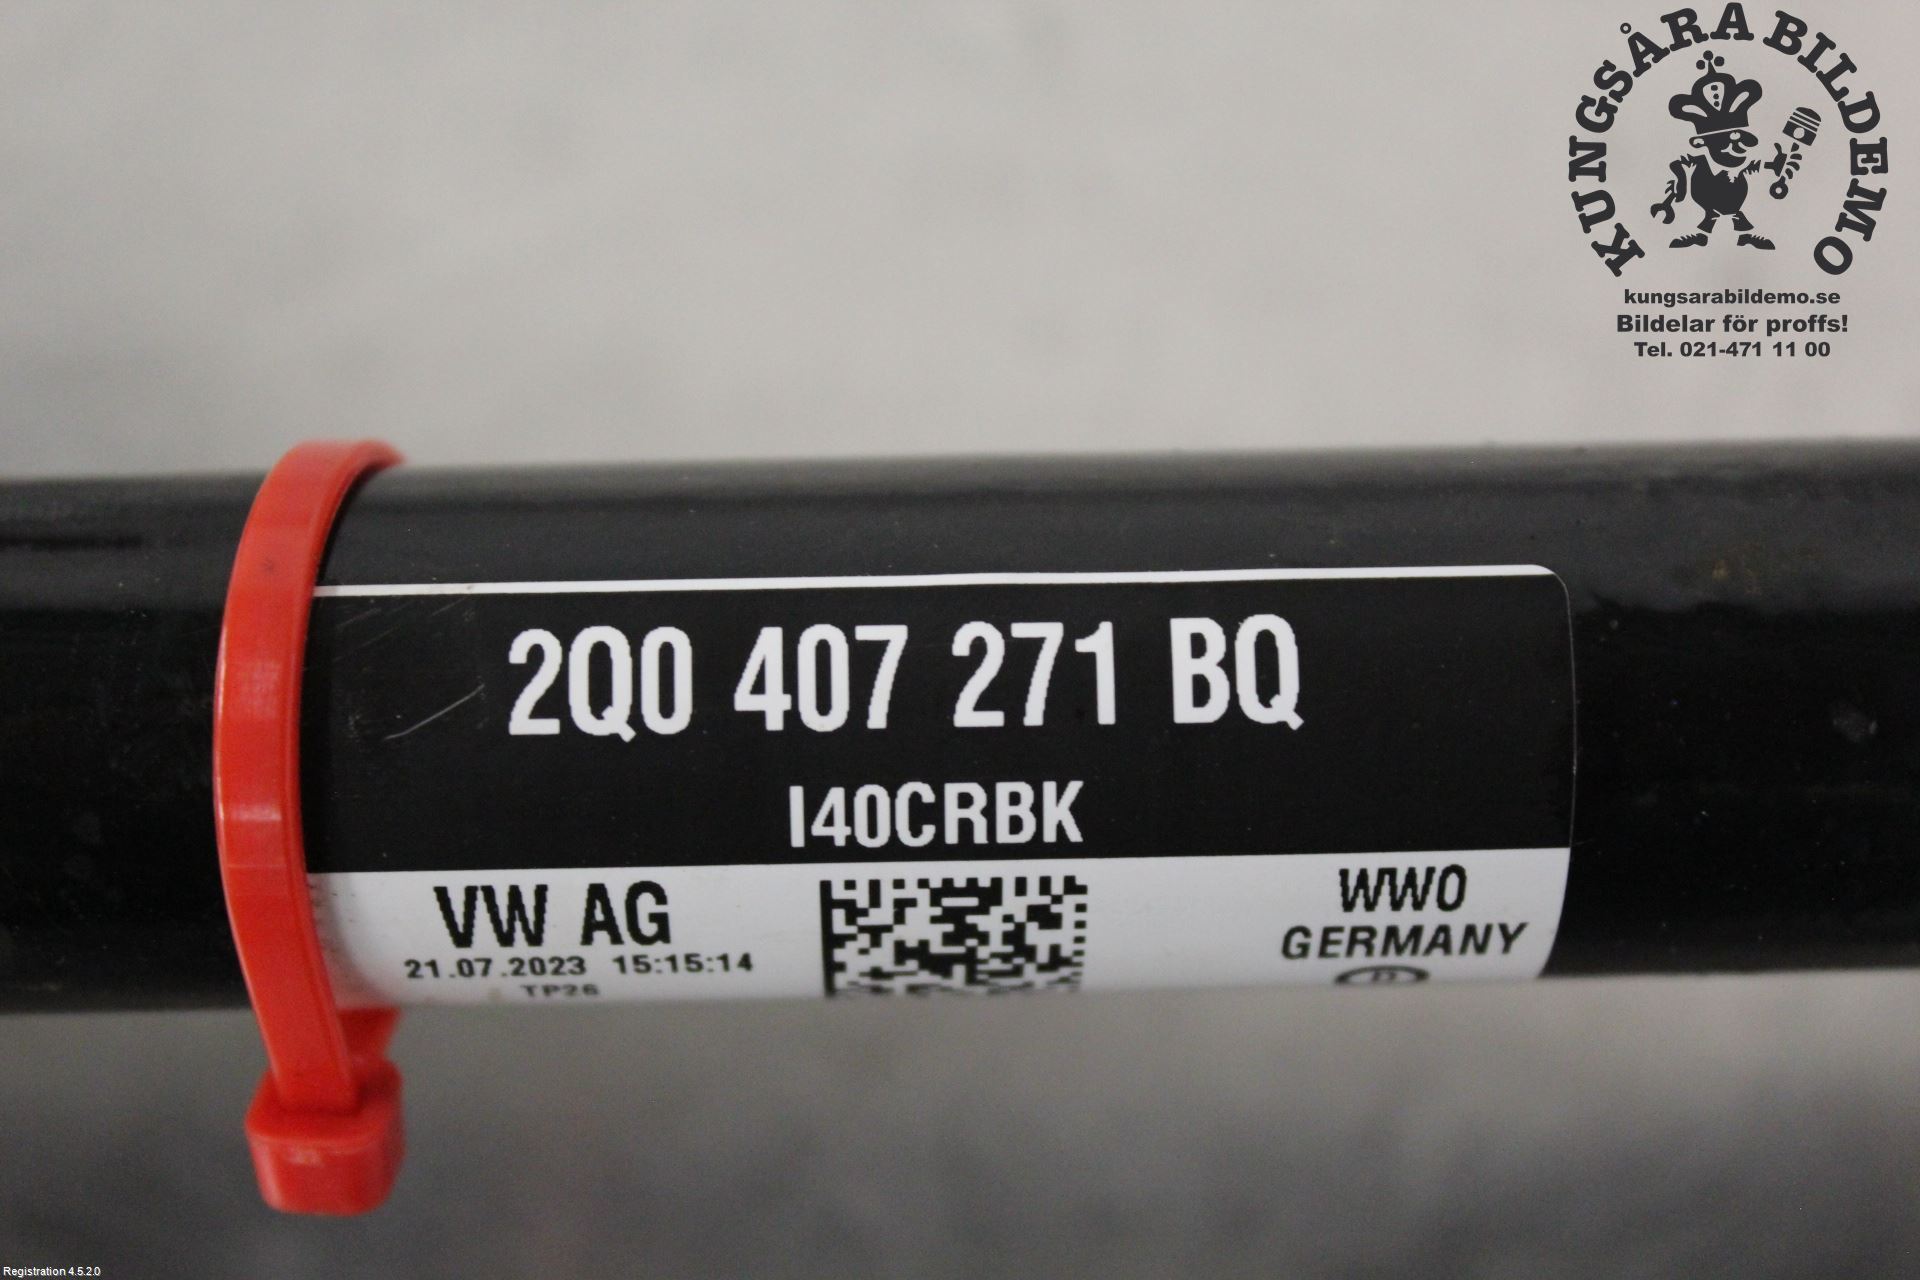 KUNGSÅRA BILDEMO
kungsarabildemo.se
Bildelar för proffs!
Tel. 021-471 11 00
2Q0 407 271 BQ
I40CRBK
VW AG
21.07.2023 15:15:14
TP26
WW0
GERMANY
Registration 4.5.2.0